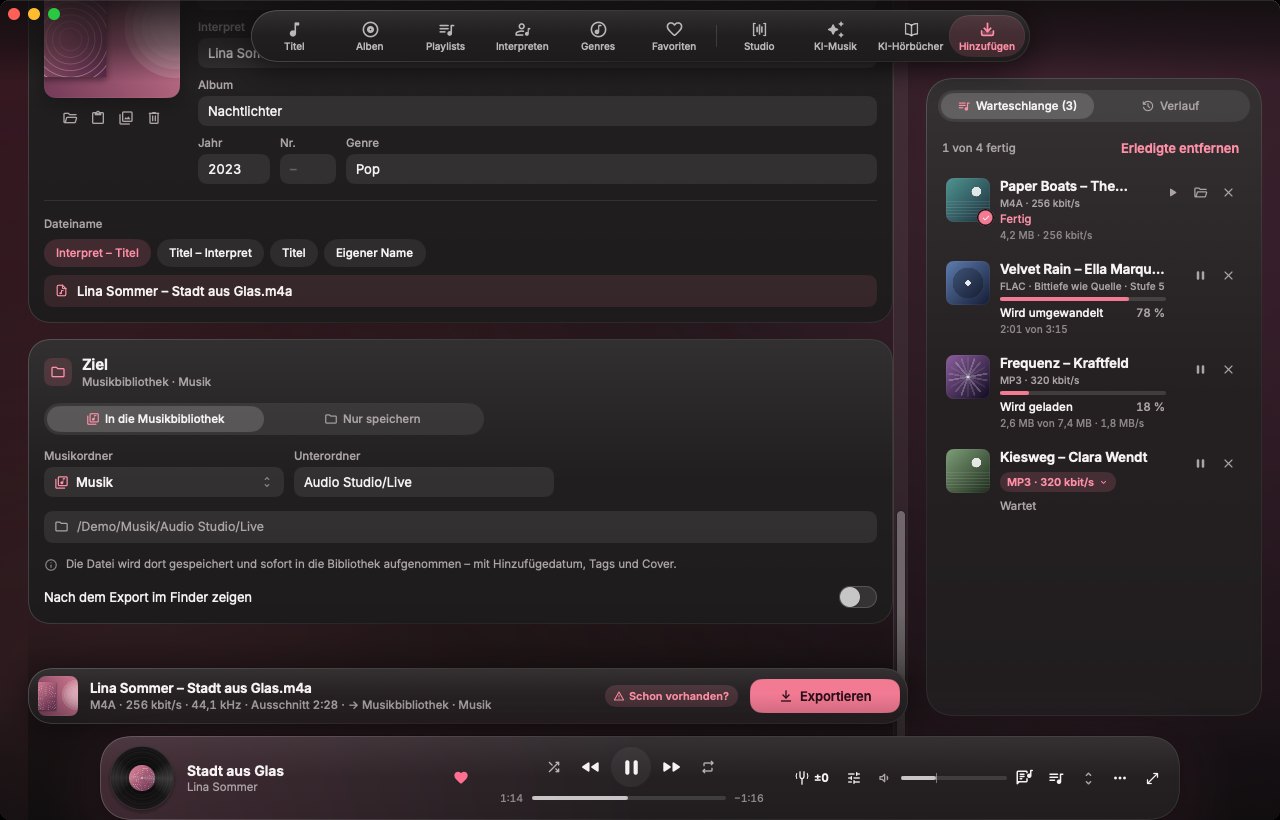 Titel
Alben
Playlists
Interpreten
Genres
Favoriten
Studio
KI-Musik
KI-Hörbücher
Hinzufügen
Interpret
Lina Som
Album
Nachtlichter
Jahr
Nr.
Genre
2023
–
Pop
Dateiname
Interpret – Titel
Titel – Interpret
Titel
Eigener Name
Lina Sommer – Stadt aus Glas.m4a
Ziel
Musikbibliothek · Musik
In die Musikbibliothek
Nur speichern
Musikordner
Unterordner
Musik
Audio Studio/Live
/Demo/Musik/Audio Studio/Live
Die Datei wird dort gespeichert und sofort in die Bibliothek aufgenommen – mit Hinzufügedatum, Tags und Cover.
Nach dem Export im Finder zeigen
Lina Sommer – Stadt aus Glas.m4a
M4A · 256 kbit/s · 44,1 kHz · Ausschnitt 2:28 · → Musikbibliothek · Musik
Schon vorhanden?
Exportieren
Warteschlange (3)
Verlauf
1 von 4 fertig
Erledigte entfernen
Paper Boats – The…
M4A · 256 kbit/s
Fertig
4,2 MB · 256 kbit/s
Velvet Rain – Ella Marqu…
FLAC · Bittiefe wie Quelle · Stufe 5
Wird umgewandelt
78 %
2:01 von 3:15
Frequenz – Kraftfeld
MP3 · 320 kbit/s
Wird geladen
18 %
2,6 MB von 7,4 MB · 1,8 MB/s
Kiesweg – Clara Wendt
MP3 · 320 kbit/s
Wartet
Stadt aus Glas
Lina Sommer
1:14
−1:16
±0